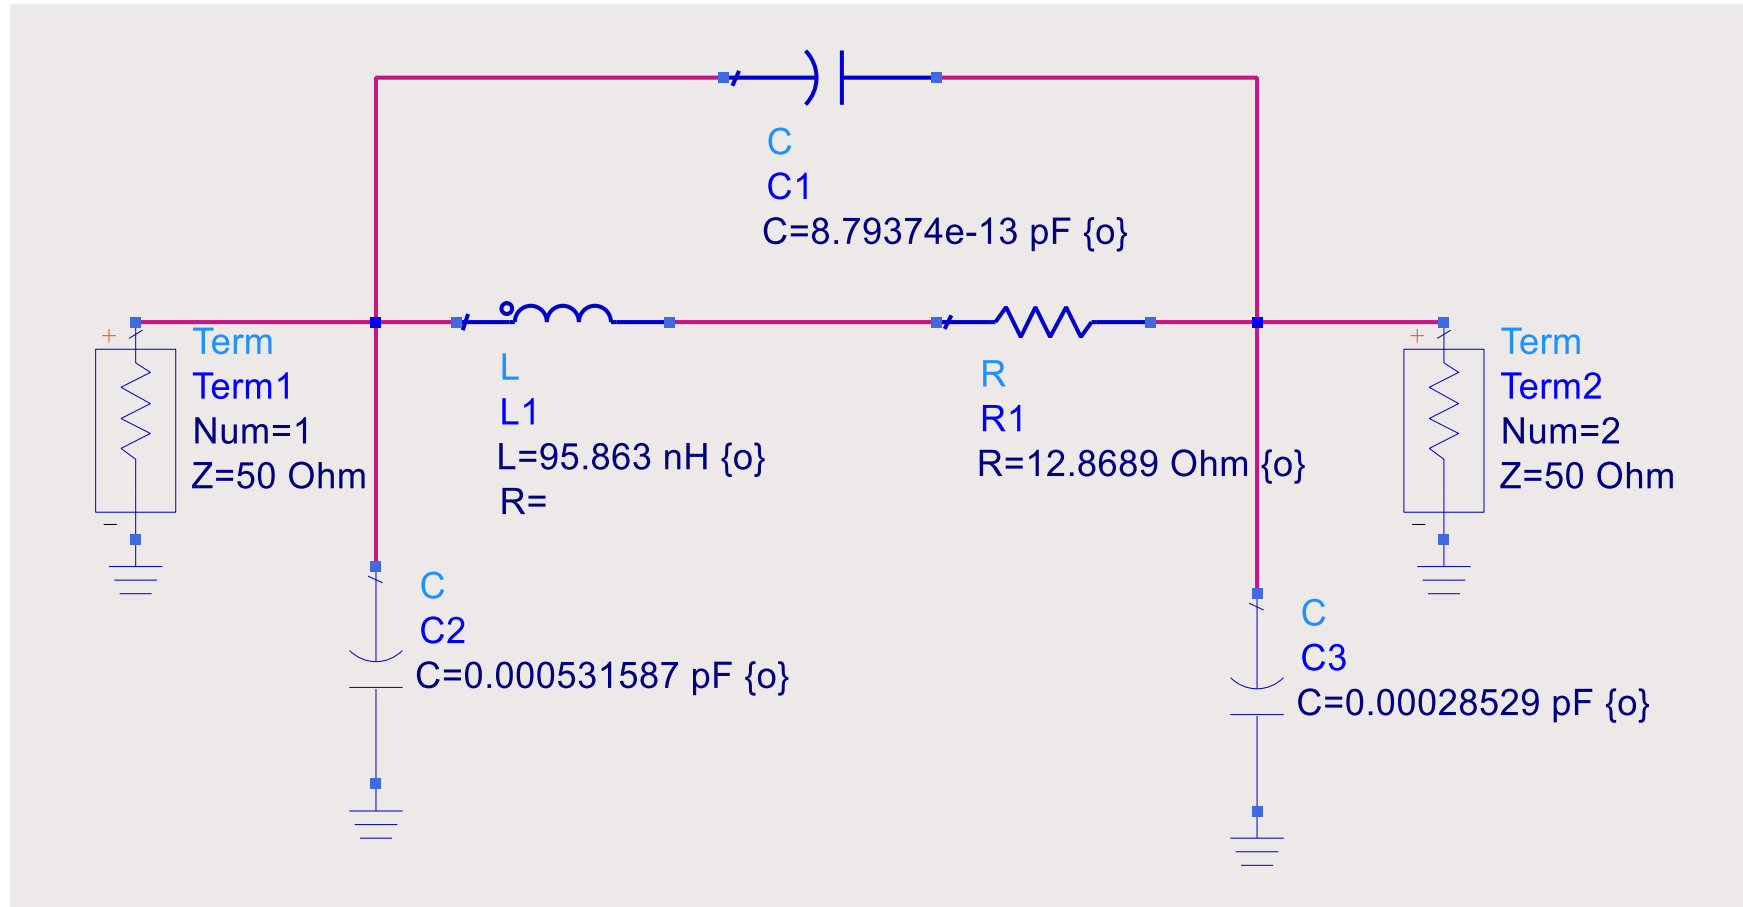 C
C1
C=8.79374e-13 pF {o}
+
Term
Term1
Num=1
Z=50 Ohm
−
L
L1
L=95.863 nH {o}
R=
R
R1
R=12.8689 Ohm {o}
+
Term
Term2
Num=2
Z=50 Ohm
−
C
C2
C=0.000531587 pF {o}
C
C3
C=0.00028529 pF {o}